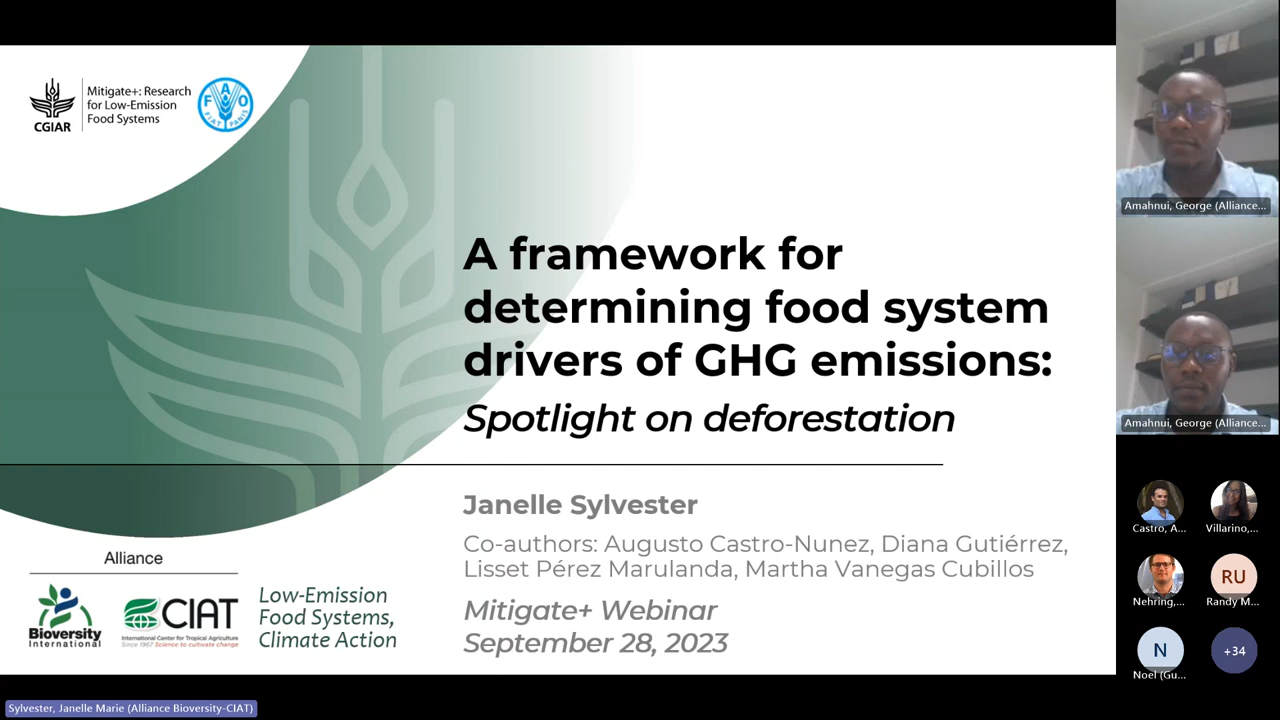 CGIAR
Mitigate+: Research
for Low-Emission
Food Systems
F A O
FIAT PANIS
A framework for
determining food system
drivers of GHG emissions:
Spotlight on deforestation
Janelle Sylvester
Co-authors: Augusto Castro-Nunez, Diana Gutiérrez,
Lisset Pérez Marulanda, Martha Vanegas Cubillos
Mitigate+ Webinar
September 28, 2023
Alliance
Bioversity
International
CIAT
International Center for Tropical Agriculture
Since 1967 Science to cultivate change
Low-Emission
Food Systems,
Climate Action
Sylvester, Janelle Marie (Alliance Bioversity-CIAT)
Amahnui, George (Alliance...
Amahnui, George (Alliance...
Castro, A...
Villarino,...
Nehring,...
RU
Randy M...
N
Noel (Gu...
+34